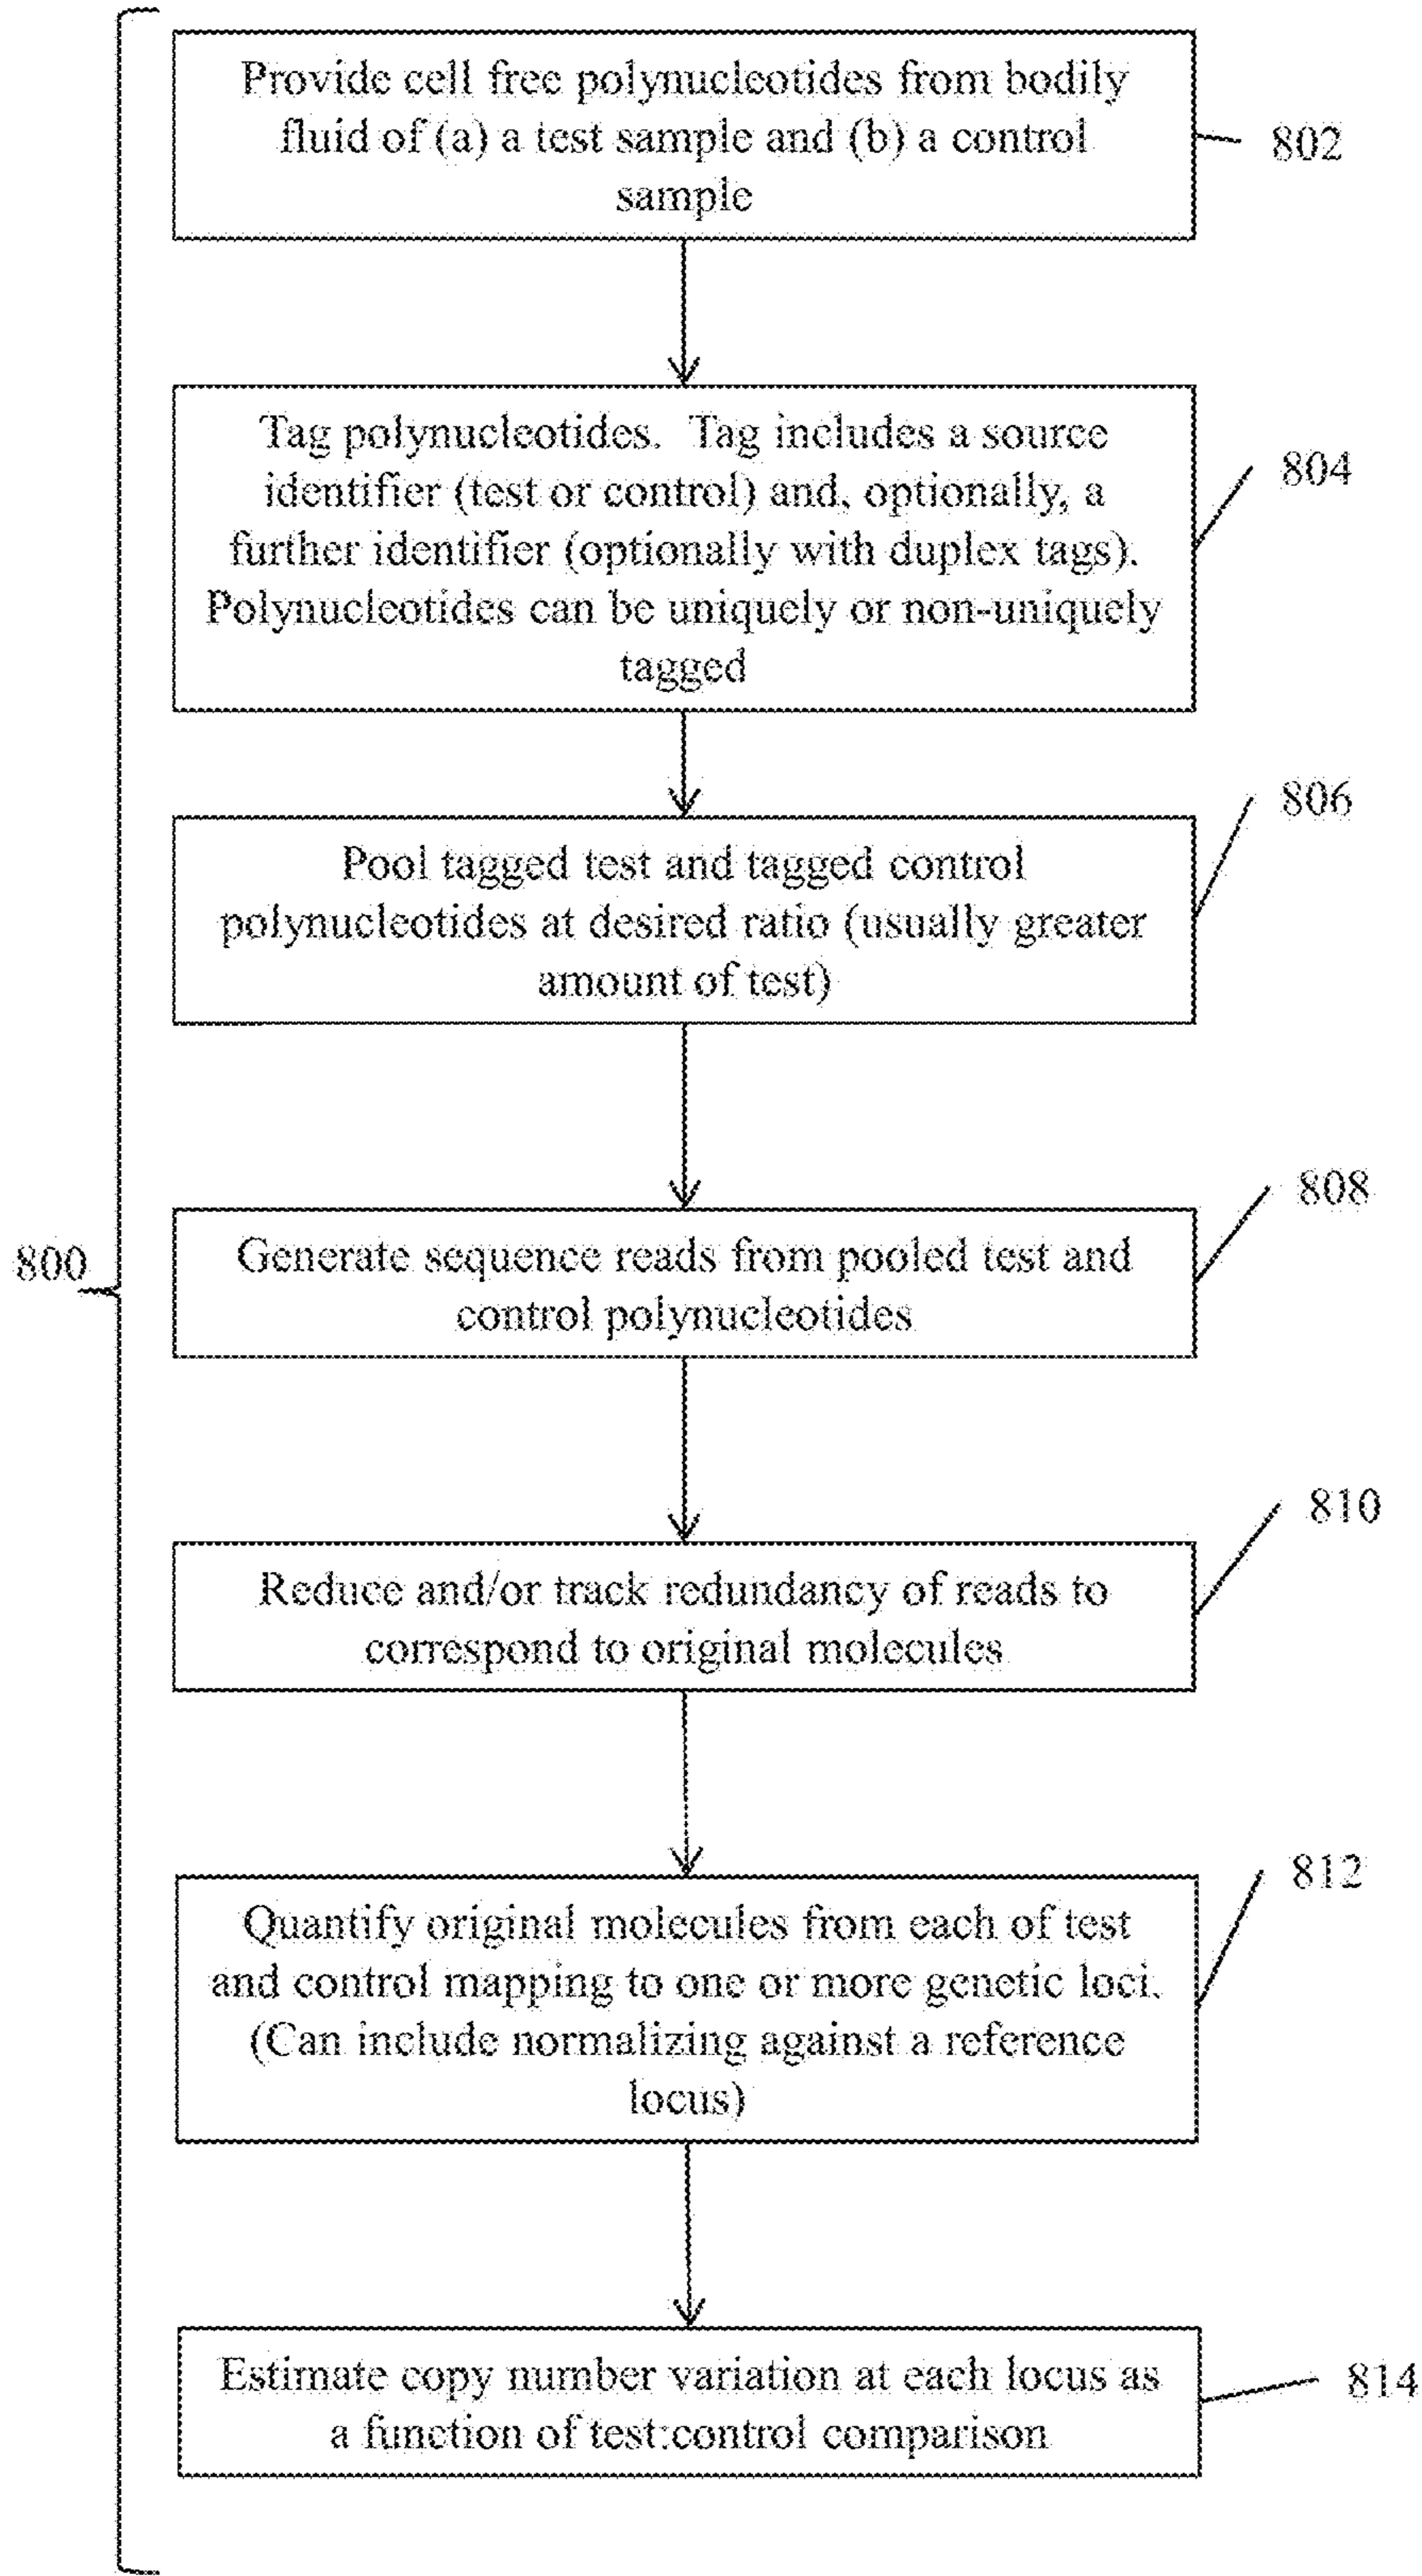 Provide cell free polynucleotides from bodily
fluid of (a) a test sample and (b) a control
sample
802
Tag polynucleotides.  Tag includes a source
identifier (test or control) and, optionally, a
further identifier (optionally with duplex tags).
Polynucleotides can be uniquely or non-uniquely
tagged
804
Pool tagged test and tagged control
polynucleotides at desired ratio (usually greater
amount of test)
806
800
Generate sequence reads from pooled test and
control polynucleotides
808
Reduce and/or track redundancy of reads to
correspond to original molecules
810
Quantify original molecules from each of test
and control mapping to one or more genetic loci.
(Can include normalizing against a reference
locus)
812
Estimate copy number variation at each locus as
a function of test:control comparison
814